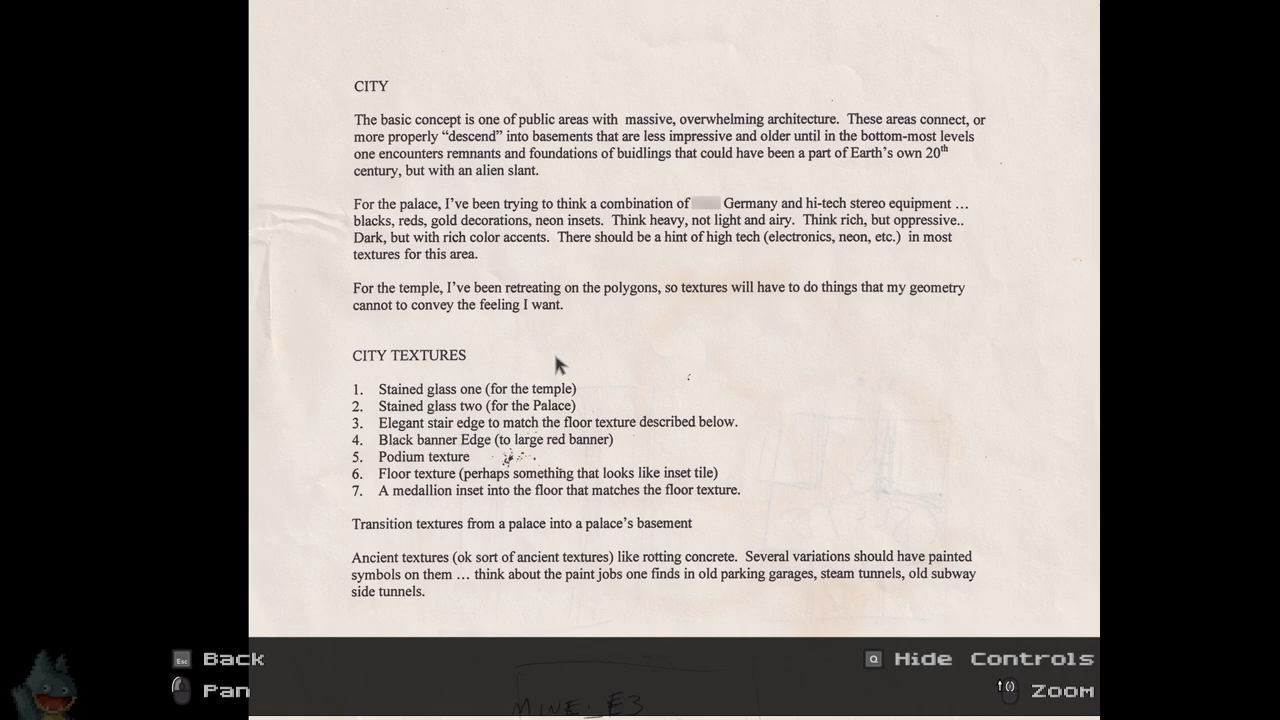 CITY
The basic concept is one of public areas with massive, overwhelming architecture. These areas connect, or
more properly “descend” into basements that are less impressive and older until in the bottom-most levels
one encounters remnants and foundations of buidlings that could have been a part of Earth’s own 20th
century, but with an alien slant.
For the palace, I’ve been trying to think a combination of Germany and hi-tech stereo equipment …
blacks, reds, gold decorations, neon insets. Think heavy, not light and airy. Think rich, but oppressive..
Dark, but with rich color accents. There should be a hint of high tech (electronics, neon, etc.) in most
textures for this area.
For the temple, I’ve been retreating on the polygons, so textures will have to do things that my geometry
cannot to convey the feeling I want.
CITY TEXTURES
1. Stained glass one (for the temple)
2. Stained glass two (for the Palace)
3. Elegant stair edge to match the floor texture described below.
4. Black banner Edge (to large red banner)
5. Podium texture
6. Floor texture (perhaps something that looks like inset tile)
7. A medallion inset into the floor that matches the floor texture.
Transition textures from a palace into a palace’s basement
Ancient textures (ok sort of ancient textures) like rotting concrete. Several variations should have painted
symbols on them … think about the paint jobs one finds in old parking garages, steam tunnels, old subway
side tunnels.
Esc Back
Q Hide Controls
Pan
Zoom
MINE_E3